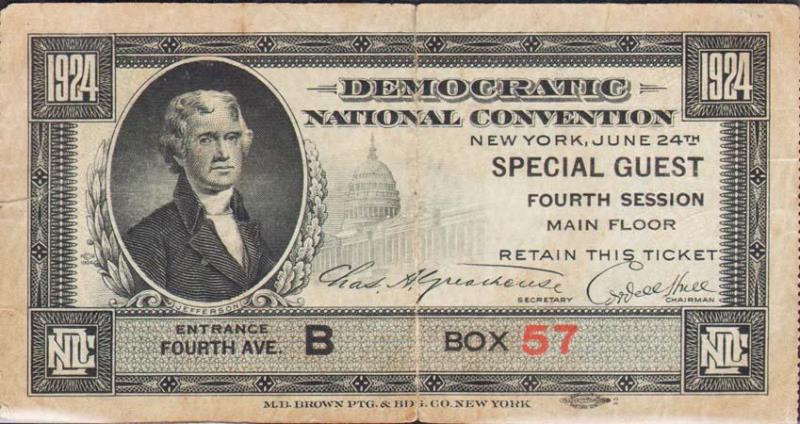 1924
1924
DEMOCRATIC
NATIONAL CONVENTION
NEW YORK, JUNE 24TH
SPECIAL GUEST
FOURTH SESSION
MAIN FLOOR
RETAIN THIS TICKET
Chas. A. Greathouse
SECRETARY
Cordell Hull
CHAIRMAN
JEFFERSON
ENTRANCE
FOURTH AVE. B
BOX 57
NDC
NDC
M.B. BROWN PTG. & BDG. CO. NEW YORK